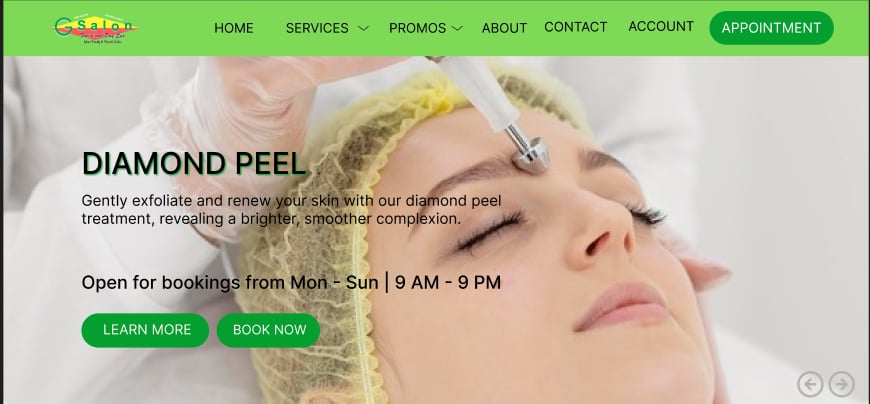 G Salon
HOME SERVICES PROMOS ABOUT CONTACT ACCOUNT APPOINTMENT
DIAMOND PEEL
Gently exfoliate and renew your skin with our diamond peel
treatment, revealing a brighter, smoother complexion.
Open for bookings from Mon - Sun | 9 AM - 9 PM
LEARN MORE BOOK NOW